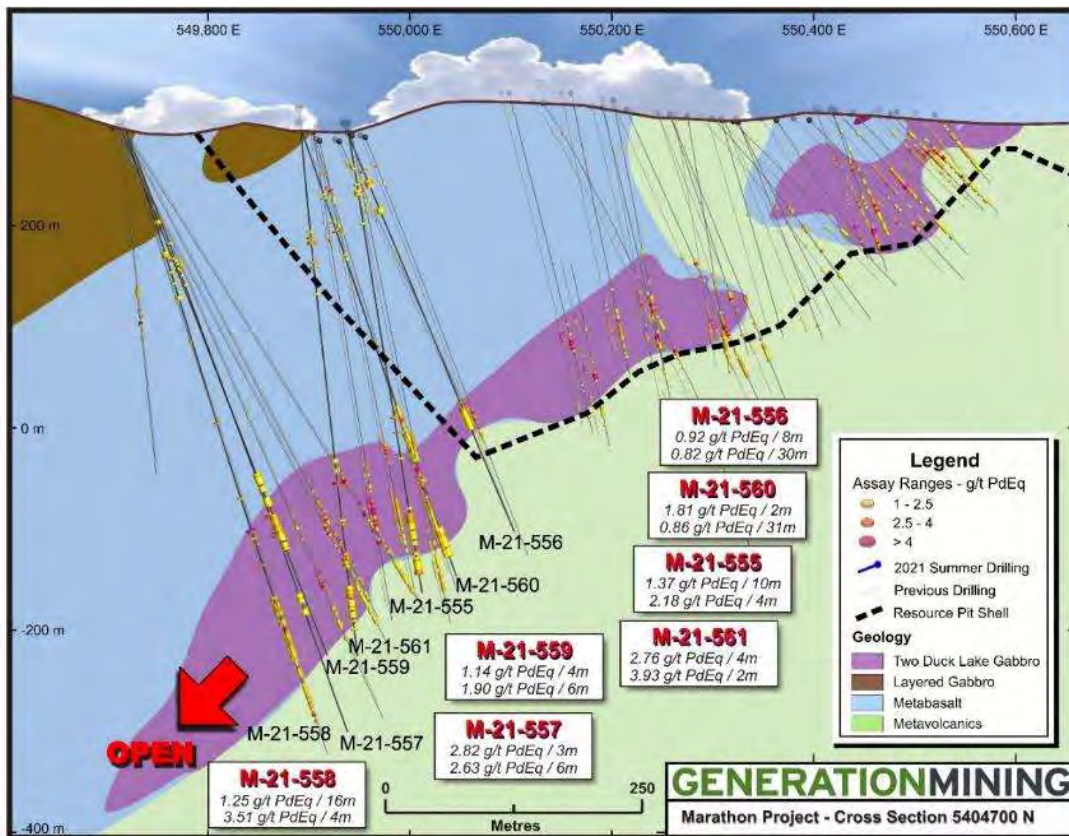 549,800 E
550,000 E
550,200 E
550,400 E
550,600 E
200 m
0 m
-200 m
-400 m
M-21-556
0.92 g/t PdEq / 8m
0.82 g/t PdEq / 30m
M-21-560
1.81 g/t PdEq / 2m
0.86 g/t PdEq / 31m
M-21-555
1.37 g/t PdEq / 10m
2.18 g/t PdEq / 4m
M-21-561
2.76 g/t PdEq / 4m
3.93 g/t PdEq / 2m
M-21-559
1.14 g/t PdEq / 4m
1.90 g/t PdEq / 6m
M-21-557
2.82 g/t PdEq / 3m
2.63 g/t PdEq / 6m
M-21-558
1.25 g/t PdEq / 16m
3.51 g/t PdEq / 4m
M-21-556
M-21-560
M-21-555
M-21-561
M-21-559
M-21-558
M-21-557
OPEN
Legend
Assay Ranges - g/t PdEq
1 - 2.5
2.5 - 4
> 4
2021 Summer Drilling
Previous Drilling
Resource Pit Shell
Geology
Two Duck Lake Gabbro
Layered Gabbro
Metabasalt
Metavolcanics
0
250
Metres
GENERATIONMINING
Marathon Project - Cross Section 5404700 N